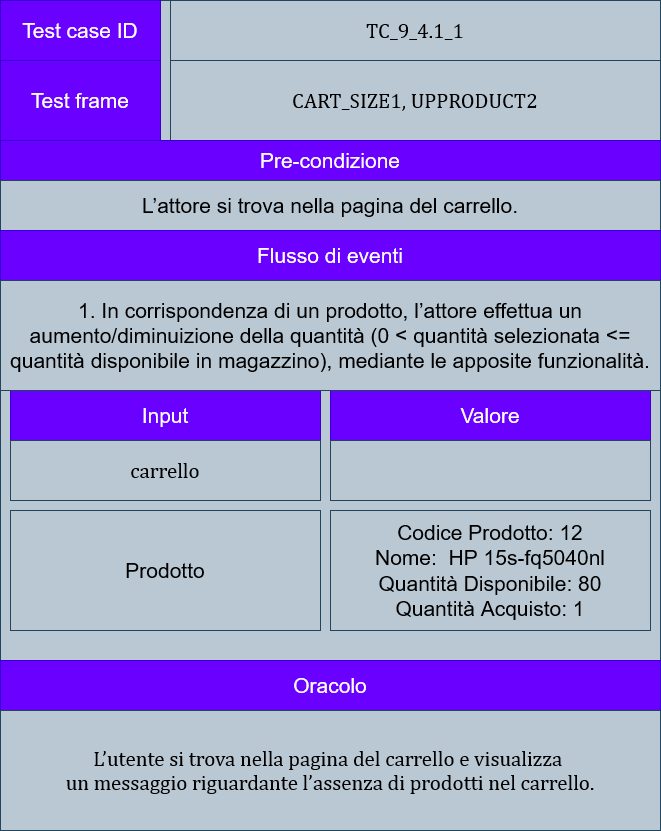 Test case ID
TC_9_4.1_1
Test frame
CART_SIZE1, UPPRODUCT2
Pre-condizione
L'attore si trova nella pagina del carrello.
Flusso di eventi
1. In corrispondenza di un prodotto, l'attore effettua un
aumento/diminuizione della quantità (0 < quantità selezionata <=
quantità disponibile in magazzino), mediante le apposite funzionalità.
Input
Valore
carrello
Prodotto
Codice Prodotto: 12
Nome:  HP 15s-fq5040nl
Quantità Disponibile: 80
Quantità Acquisto: 1
Oracolo
L'utente si trova nella pagina del carrello e visualizza
un messaggio riguardante l'assenza di prodotti nel carrello.